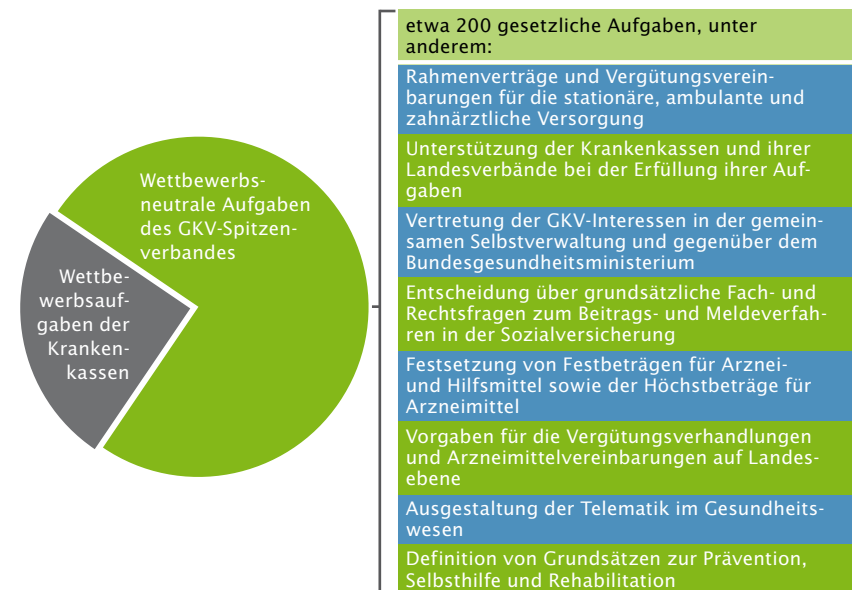 Wettbewerbs-
neutrale Aufgaben
des GKV-Spitzen-
verbandes
Wettbe-
werbsauf-
gaben der
Kranken-
kassen
etwa 200 gesetzliche Aufgaben, unter
anderem:
Rahmenverträge und Vergütungsverein-
barungen für die stationäre, ambulante und
zahnärztliche Versorgung
Unterstützung der Krankenkassen und ihrer
Landesverbände bei der Erfüllung ihrer Auf-
gaben
Vertretung der GKV-Interessen in der gemein-
samen Selbstverwaltung und gegenüber dem
Bundesgesundheitsministerium
Entscheidung über grundsätzliche Fach- und
Rechtsfragen zum Beitrags- und Meldeverfah-
ren in der Sozialversicherung
Festsetzung von Festbeträgen für Arznei-
und Hilfsmittel sowie der Höchstbeträge für
Arzneimittel
Vorgaben für die Vergütungsverhandlungen
und Arzneimittelvereinbarungen auf Landes-
ebene
Ausgestaltung der Telematik im Gesundheits-
wesen
Definition von Grundsätzen zur Prävention,
Selbsthilfe und Rehabilitation